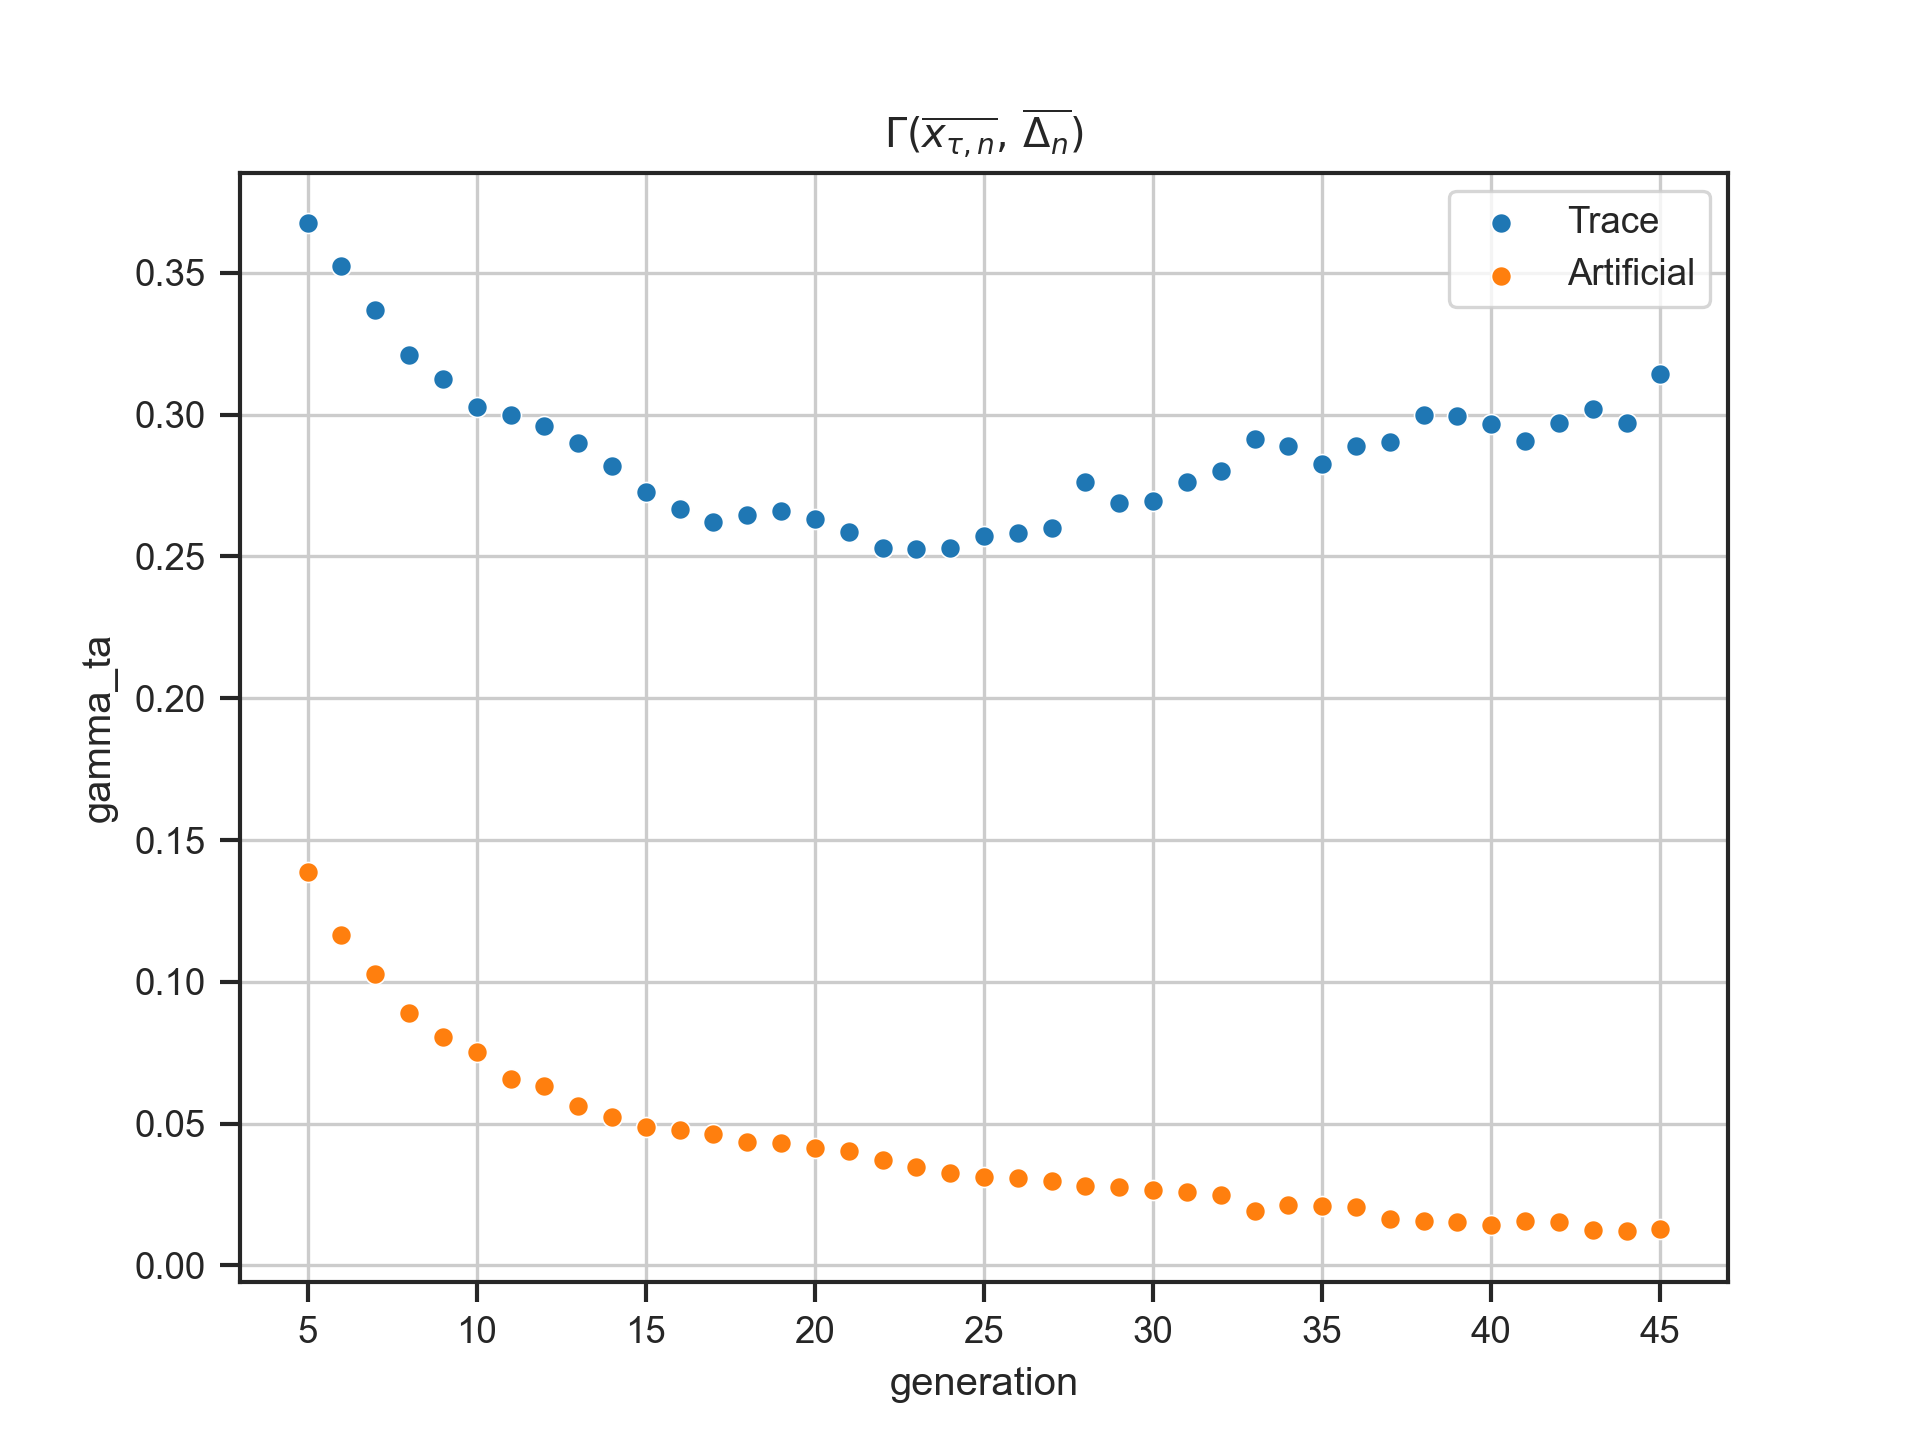 Γ(x̅_τ,n, Δ̅_n)
Trace
Artificial
0.35
0.30
0.25
0.20
0.15
0.10
0.05
0.00
gamma_ta
5 10 15 20 25 30 35 40 45
generation